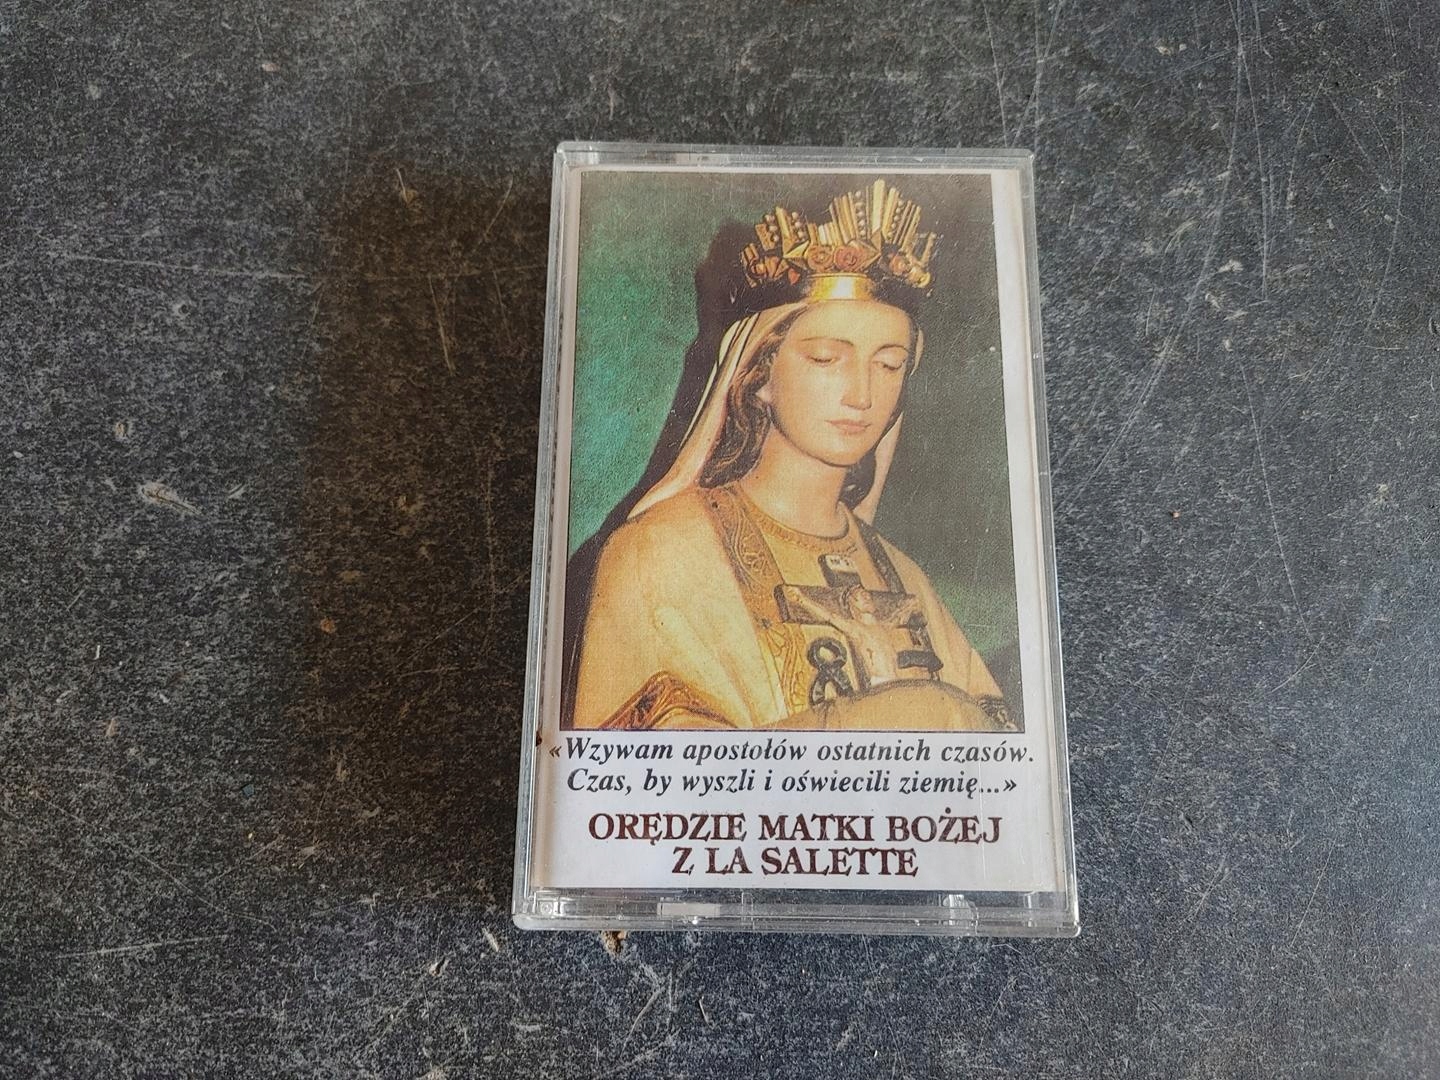 «Wzywam apostołów ostatnich czasów.
Czas, by wyszli i oświecili ziemię...»
ORĘDZIE MATKI BOŻEJ
Z LA SALETTE